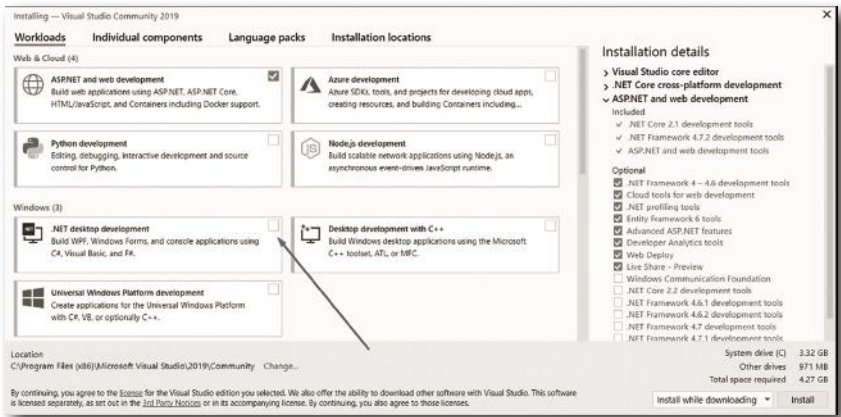 Installing — Visual Studio Community 2019
Workloads Individual components Language packs Installation locations
Web & Cloud (4)
ASP.NET and web development
Build web applications using ASP.NET, ASP.NET Core,
HTML/JavaScript, and Containers including Docker support.
Azure development
Azure SDKs, tools, and projects for developing cloud apps,
creating resources, and building Containers including...
Python development
Editing, debugging, interactive development and source
control for Python.
Node.js development
Build scalable network applications using Node.js, an
asynchronous event-driven JavaScript runtime.
Windows (3)
.NET desktop development
Build WPF, Windows Forms, and console applications using
C#, Visual Basic, and F#.
Desktop development with C++
Build Windows desktop applications using the Microsoft
C++ toolset, ATL, or MFC.
Universal Windows Platform development
Create applications for the Universal Windows Platform
with C#, VB, or optionally C++.
Installation details
Visual Studio core editor
.NET Core cross-platform development
ASP.NET and web development
Included
.NET Core 2.1 development tools
.NET Framework 4.7.2 development tools
ASP.NET and web development tools
Optional
.NET Framework 4 – 4.6 development tools
Cloud tools for web development
.NET profiling tools
Entity Framework 6 tools
Advanced ASP.NET features
Developer Analytics tools
Web Deploy
Live Share - Preview
Windows Communication Foundation
.NET Core 2.2 development tools
.NET Framework 4.6.1 development tools
.NET Framework 4.6.2 development tools
.NET Framework 4.7 development tools
.NET Framework 4.7.1 development tools
Location
C:\Program Files (x86)\Microsoft Visual Studio\2019\Community Change...
System drive (C) 3.32 GB
Other drives 971 MB
Total space required 4.27 GB
By continuing, you agree to the license for the Visual Studio edition you selected. We also offer the ability to download other software with Visual Studio. This software
is licensed separately, as set out in the 3rd Party Notices or in its accompanying license. By continuing, you also agree to those licenses.
Install while downloading Install